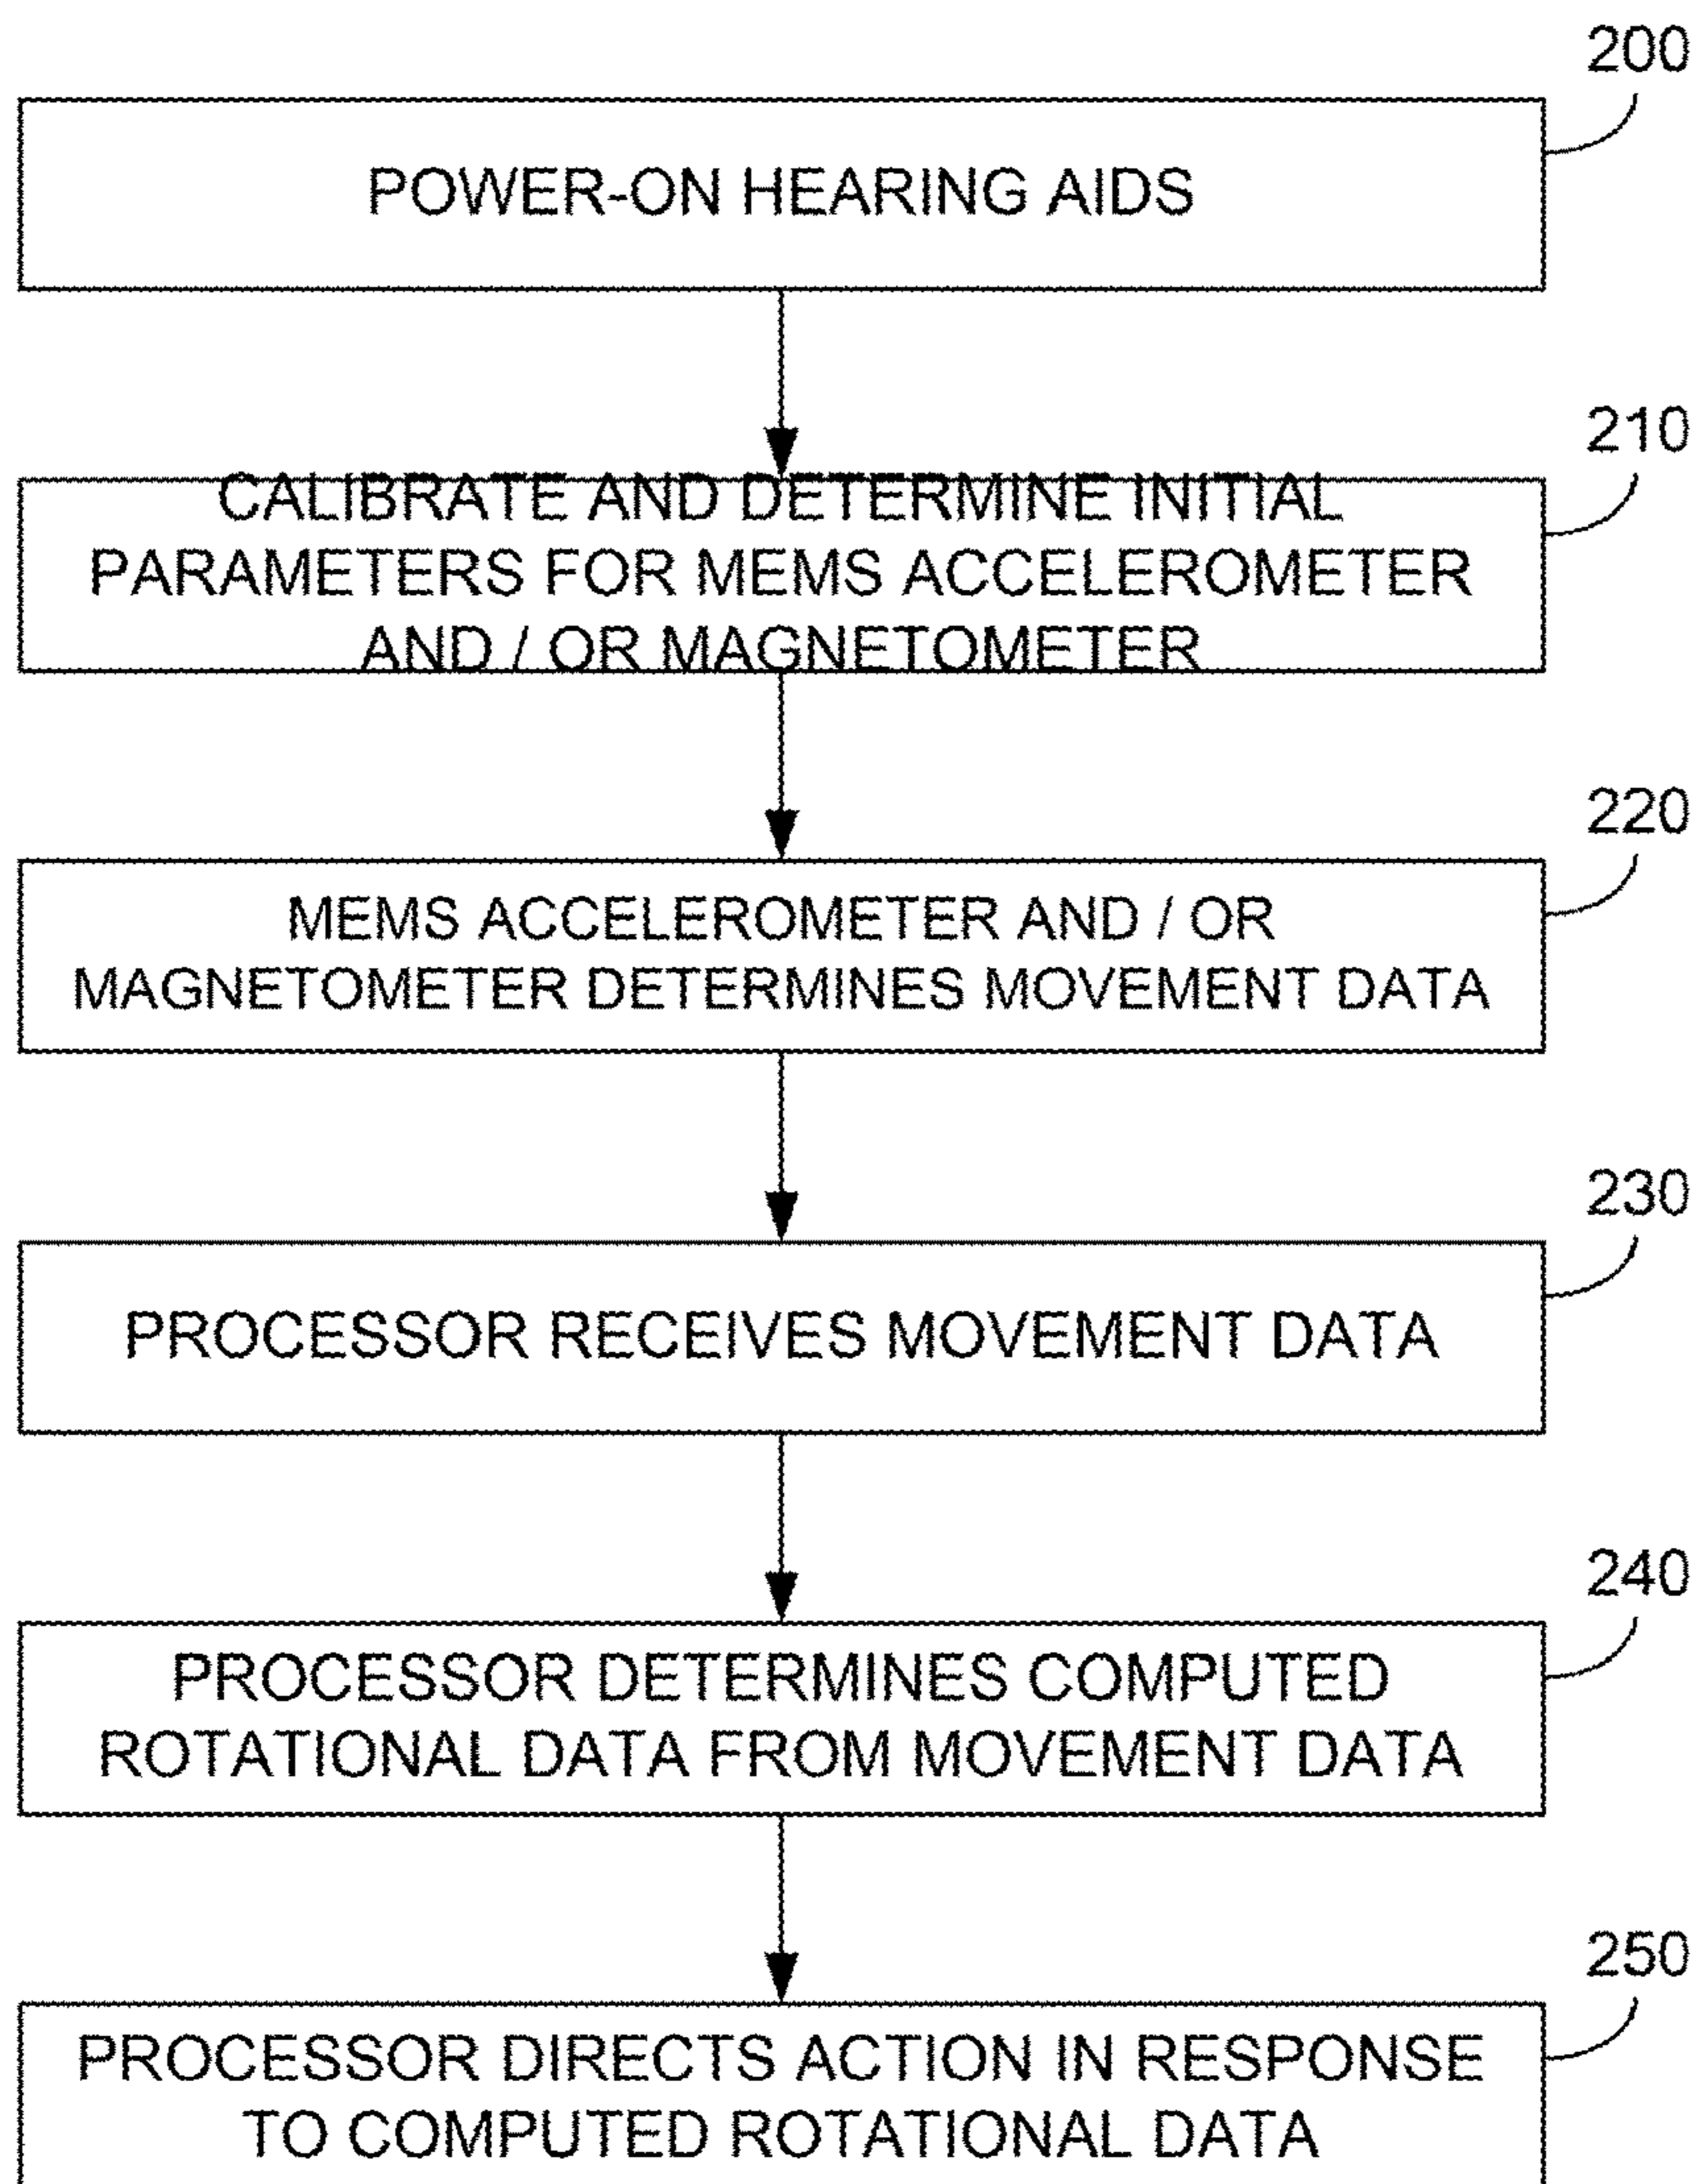 200
POWER-ON HEARING AIDS
210
CALIBRATE AND DETERMINE INITIAL
PARAMETERS FOR MEMS ACCELEROMETER
AND / OR MAGNETOMETER
220
MEMS ACCELEROMETER AND / OR
MAGNETOMETER DETERMINES MOVEMENT DATA
230
PROCESSOR RECEIVES MOVEMENT DATA
240
PROCESSOR DETERMINES COMPUTED
ROTATIONAL DATA FROM MOVEMENT DATA
250
PROCESSOR DIRECTS ACTION IN RESPONSE
TO COMPUTED ROTATIONAL DATA